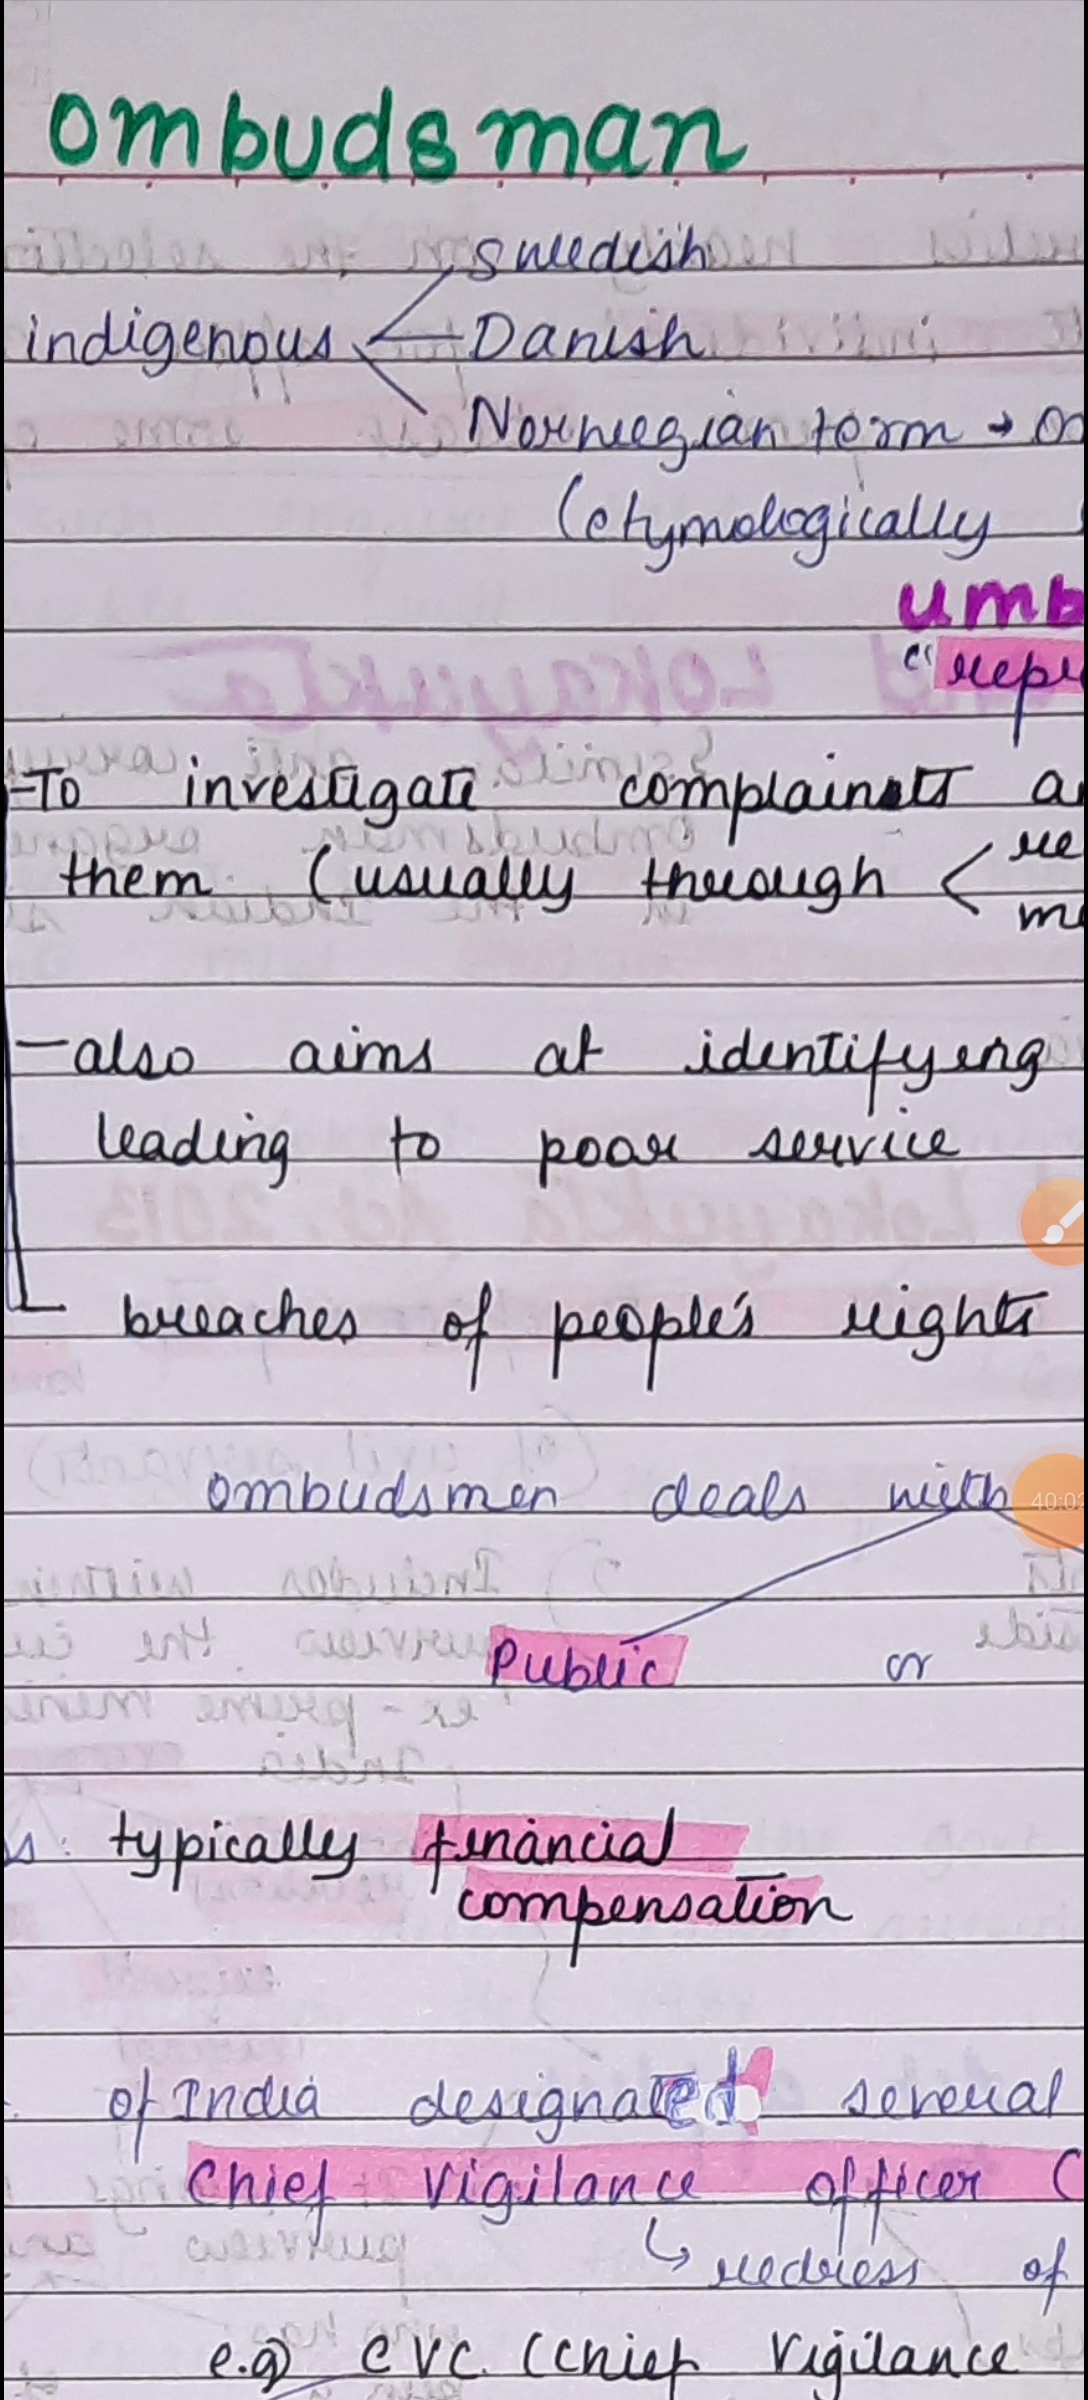 ombudsman
swedish
indigenous Danish
Norwegian term →
(etymologically
umb
"repr
-To investigate complaints
them (usually through <
- also aims at identifying
leading to poor service
breaches of people's rights
ombudsmen deals with
40:02
Public or
typically financial
compensation
of India designated several
Chief Vigilance officer (
↳ redress of
e.g) CVC (Chief Vigilance